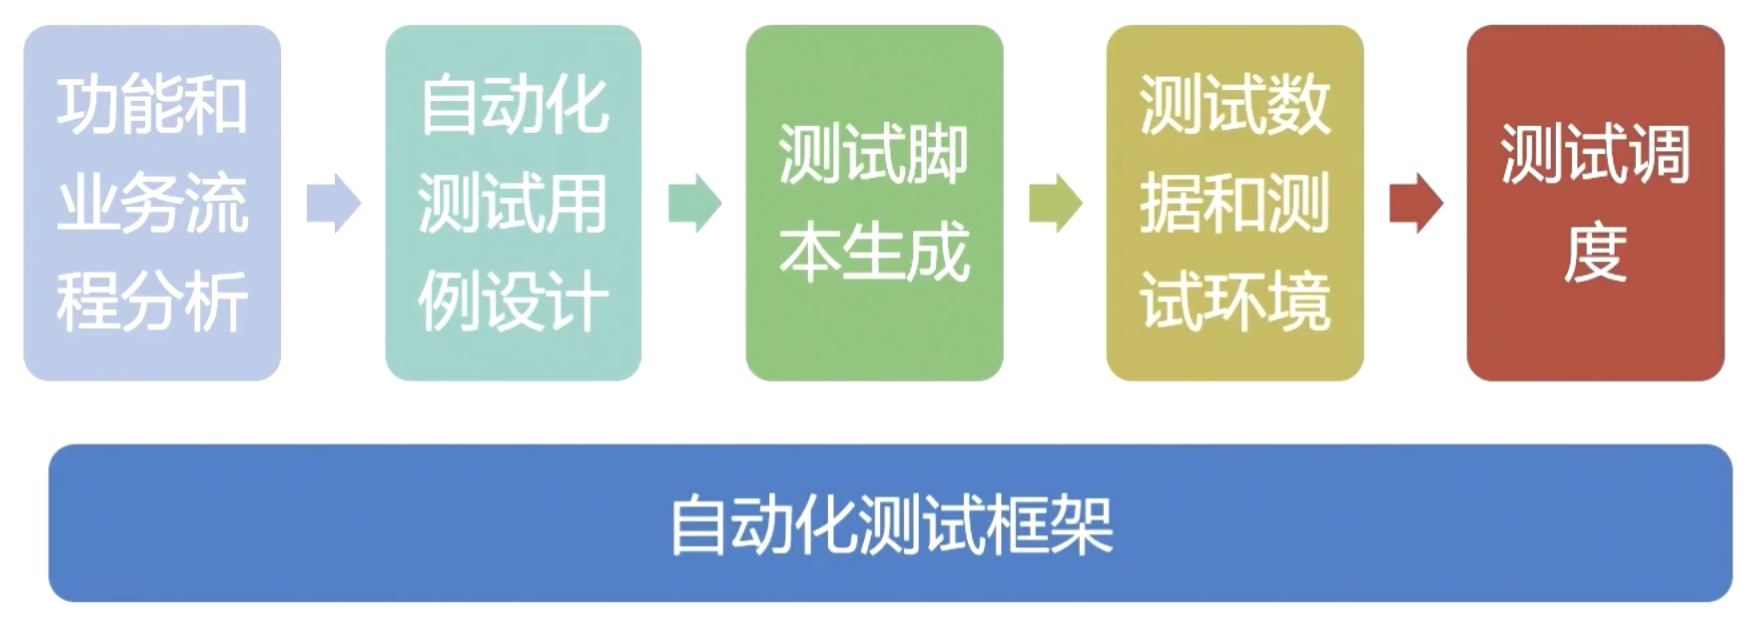 功能和
业务流
程分析
自动化
测试用
例设计
测试脚
本生成
测试数
据和测
试环境
测试调
度
自动化测试框架